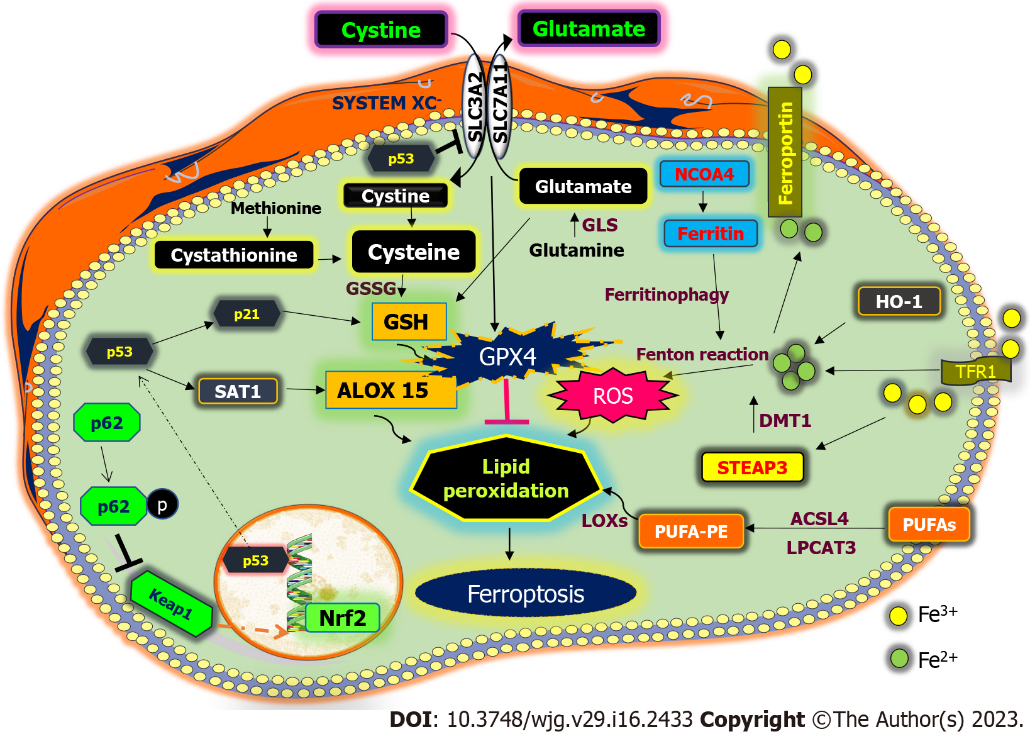 Cystine
Glutamate
SYSTEM XC-
SLC3A2
SLC7A11
Ferroportin
p53
Cystine
Glutamate
NCOA4
Methionine
GLS
Glutamine
Ferritin
Cystathionine
Cysteine
GSSG
Ferritinophagy
HO-1
p21
GSH
p53
GPX4
Fenton reaction
TFR1
SAT1
ALOX 15
ROS
DMT1
p62
Lipid
peroxidation
STEAP3
p62
p
LOXs
PUFA-PE
ACSL4
LPCAT3
PUFAs
p53
Keap1
Nrf2
Ferroptosis
Fe3+
Fe2+
DOI: 10.3748/wjg.v29.i16.2433 Copyright ©The Author(s) 2023.